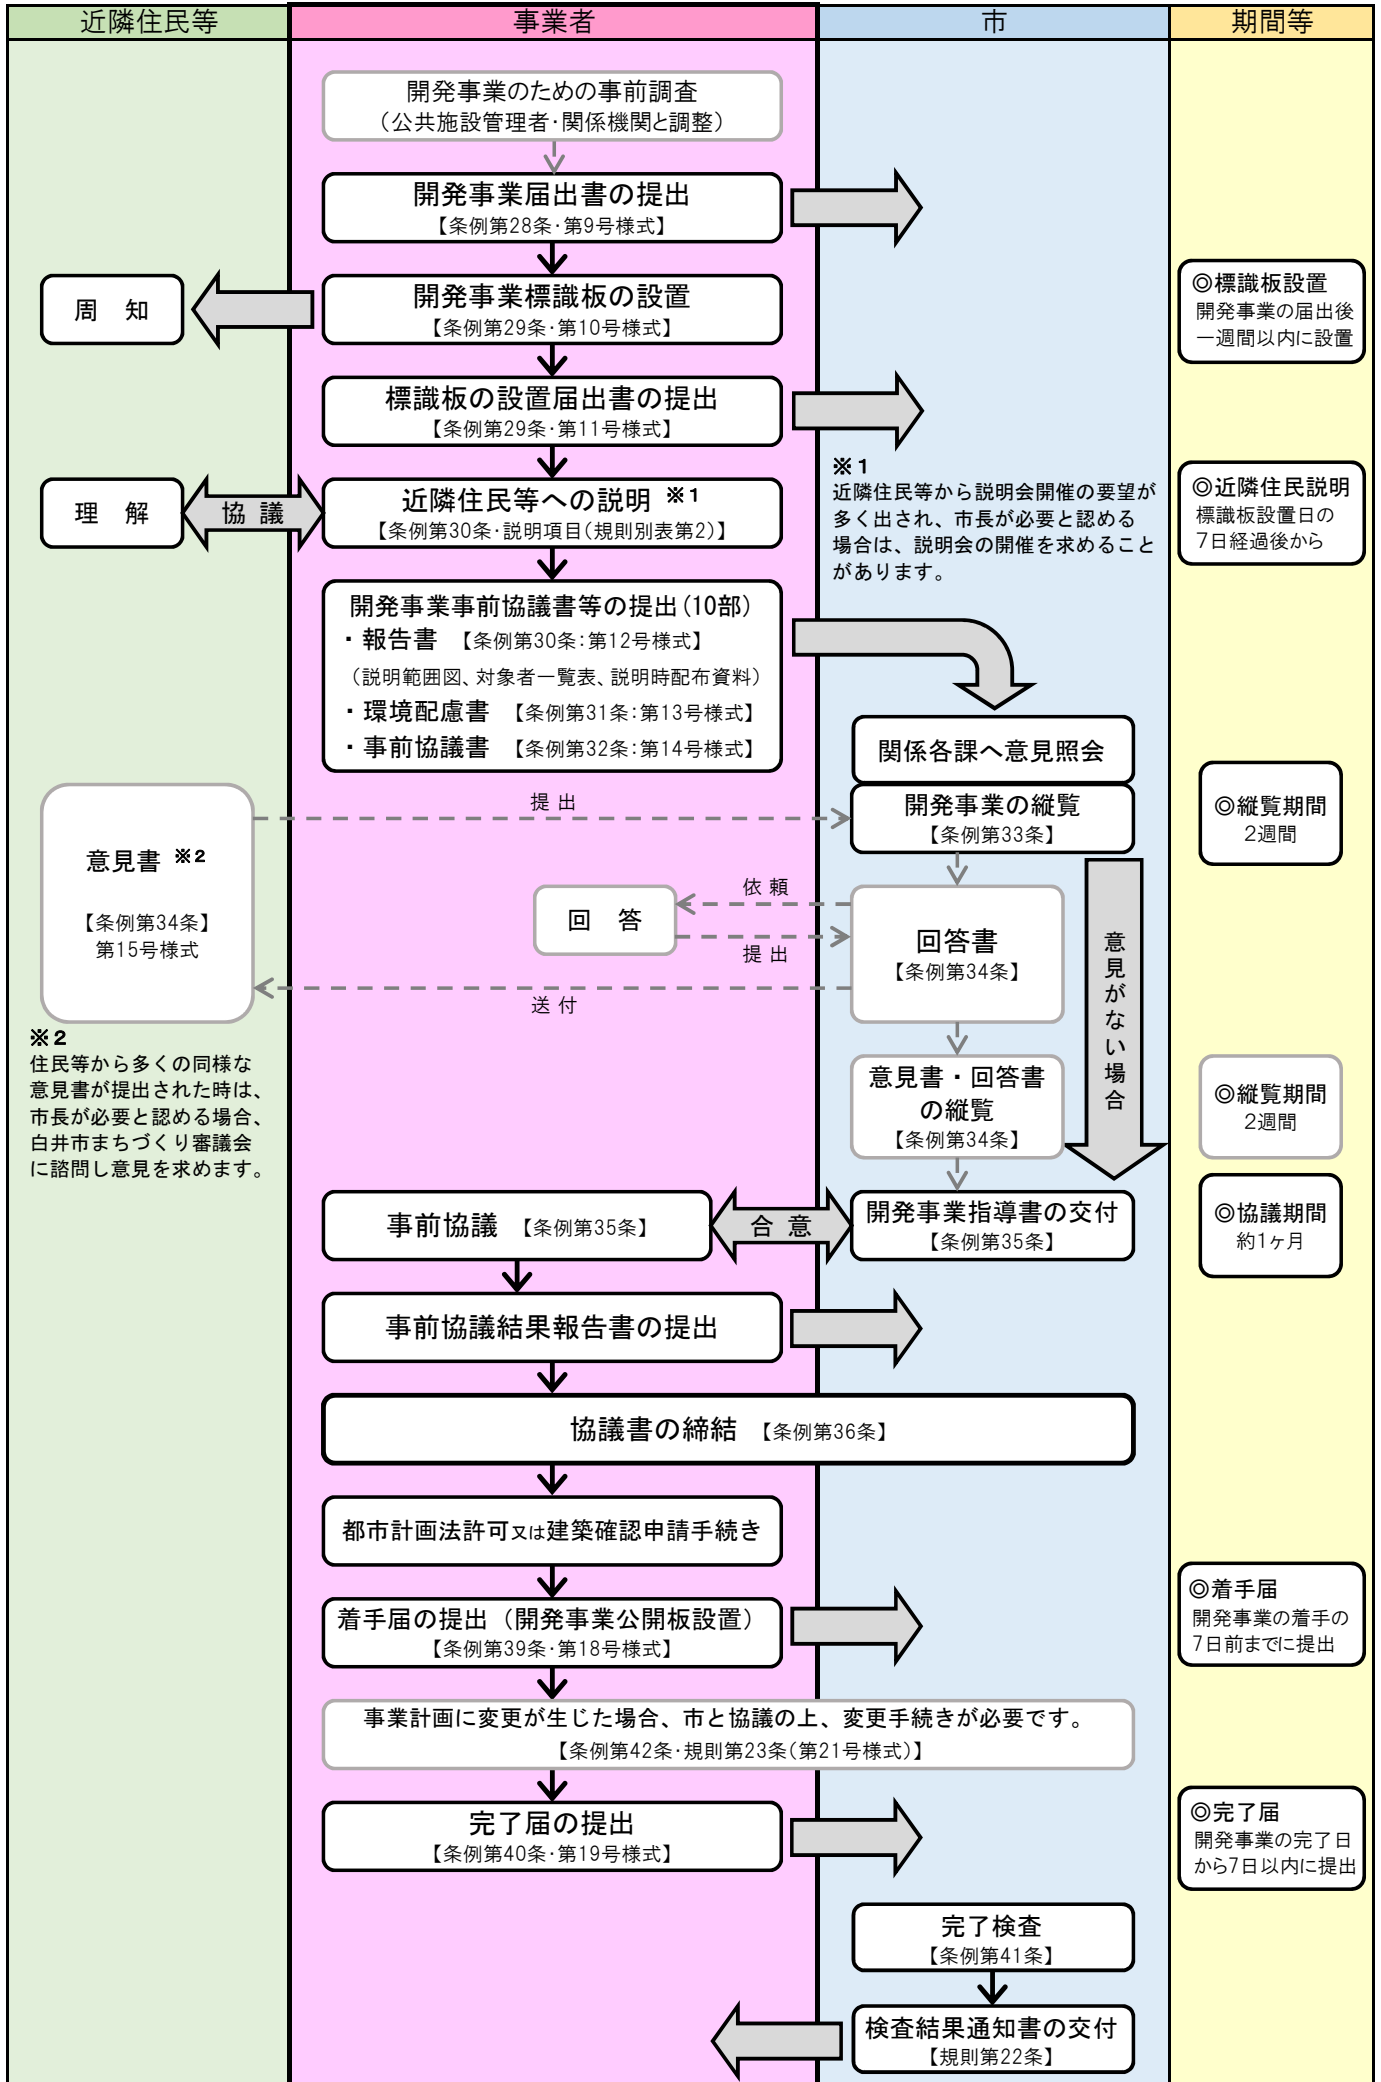 近隣住民等
事業者
市
期間等
開発事業のための事前調査
（公共施設管理者・関係機関と調整）
開発事業届出書の提出
【条例第28条・第9号様式】
周　知
開発事業標識板の設置
【条例第29条・第10号様式】
◎標識板設置
開発事業の届出後
一週間以内に設置
標識板の設置届出書の提出
【条例第29条・第11号様式】
※１
近隣住民等から説明会開催の要望が
多く出され、市長が必要と認める
場合は、説明会の開催を求めること
があります。
理　解
協 議
近隣住民等への説明 ※1
【条例第30条・説明項目（規則別表第2）】
◎近隣住民説明
標識板設置日の
7日経過後から
開発事業事前協議書等の提出（10部）
・報告書 【条例第30条：第12号様式】
（説明範囲図、対象者一覧表、説明時配布資料）
・環境配慮書 【条例第31条：第13号様式】
・事前協議書 【条例第32条：第14号様式】
関係各課へ意見照会
提 出
開発事業の縦覧
【条例第33条】
◎縦覧期間
2週間
意見書 ※2
【条例第34条】
第15号様式
依 頼
回　答
提 出
回答書
【条例第34条】
送 付
意見がない場合
※２
住民等から多くの同様な
意見書が提出された時は、
市長が必要と認める場合、
白井市まちづくり審議会
に諮問し意見を求めます。
意見書・回答書
の縦覧
【条例第34条】
◎縦覧期間
2週間
事前協議 【条例第35条】
合 意
開発事業指導書の交付
【条例第35条】
◎協議期間
約1ヶ月
事前協議結果報告書の提出
協議書の締結 【条例第36条】
都市計画法許可又は建築確認申請手続き
着手届の提出（開発事業公開板設置）
【条例第39条・第18号様式】
◎着手届
開発事業の着手の
7日前までに提出
事業計画に変更が生じた場合、市と協議の上、変更手続きが必要です。
【条例第42条・規則第23条（第21号様式）】
完了届の提出
【条例第40条・第19号様式】
◎完了届
開発事業の完了日
から7日以内に提出
完了検査
【条例第41条】
検査結果通知書の交付
【規則第22条】